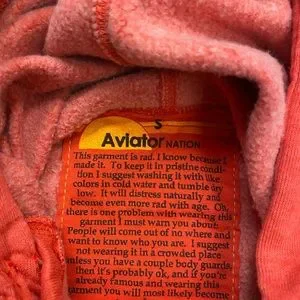 S
Aviator NATION
This garment is rad. I know because I
made it. To keep it in pristine condi-
tion I suggest washing it with like
colors in cold water and tumble dry
low. It will distress naturally and
become even more rad with age. Oh,
there is one problem with wearing this
garment I must warn you about:
People will come out of no where and
want to know who you are. I suggest
not wearing it in a crowded place
unless you have a couple body guards,
then it's probably ok, and if you're
already famous and wearing this
garment you will most likely become